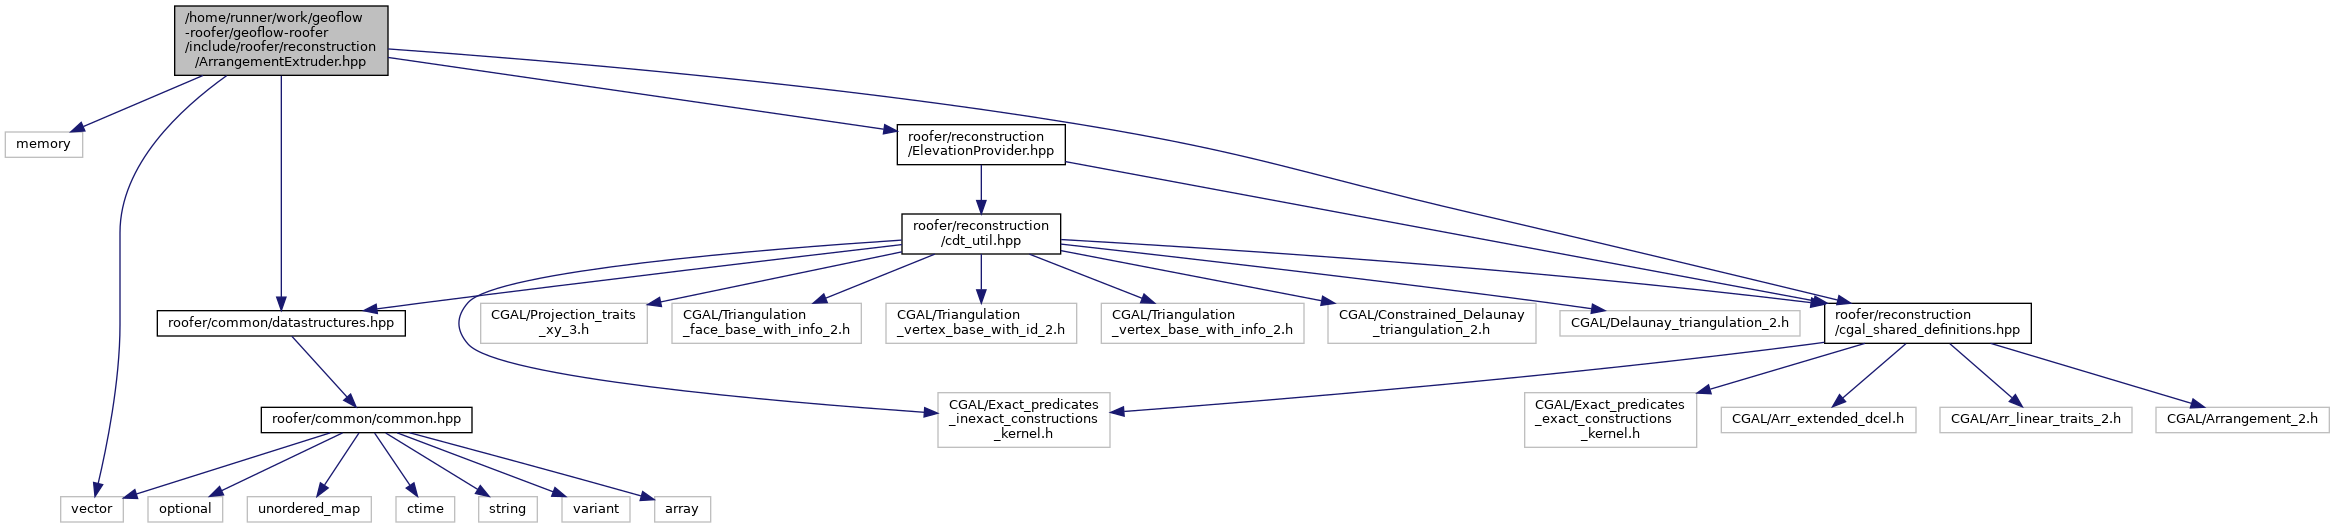 /home/runner/work/geoflow
-roofer/geoflow-roofer
/include/roofer/reconstruction
/ArrangementExtruder.hpp
memory
roofer/reconstruction
/ElevationProvider.hpp
roofer/reconstruction
/cdt_util.hpp
roofer/common/datastructures.hpp
CGAL/Projection_traits
_xy_3.h
CGAL/Triangulation
_face_base_with_info_2.h
CGAL/Triangulation
_vertex_base_with_id_2.h
CGAL/Triangulation
_vertex_base_with_info_2.h
CGAL/Constrained_Delaunay
_triangulation_2.h
CGAL/Delaunay_triangulation_2.h
roofer/reconstruction
/cgal_shared_definitions.hpp
roofer/common/common.hpp
CGAL/Exact_predicates
_inexact_constructions
_kernel.h
CGAL/Exact_predicates
_exact_constructions
_kernel.h
CGAL/Arr_extended_dcel.h
CGAL/Arr_linear_traits_2.h
CGAL/Arrangement_2.h
vector
optional
unordered_map
ctime
string
variant
array